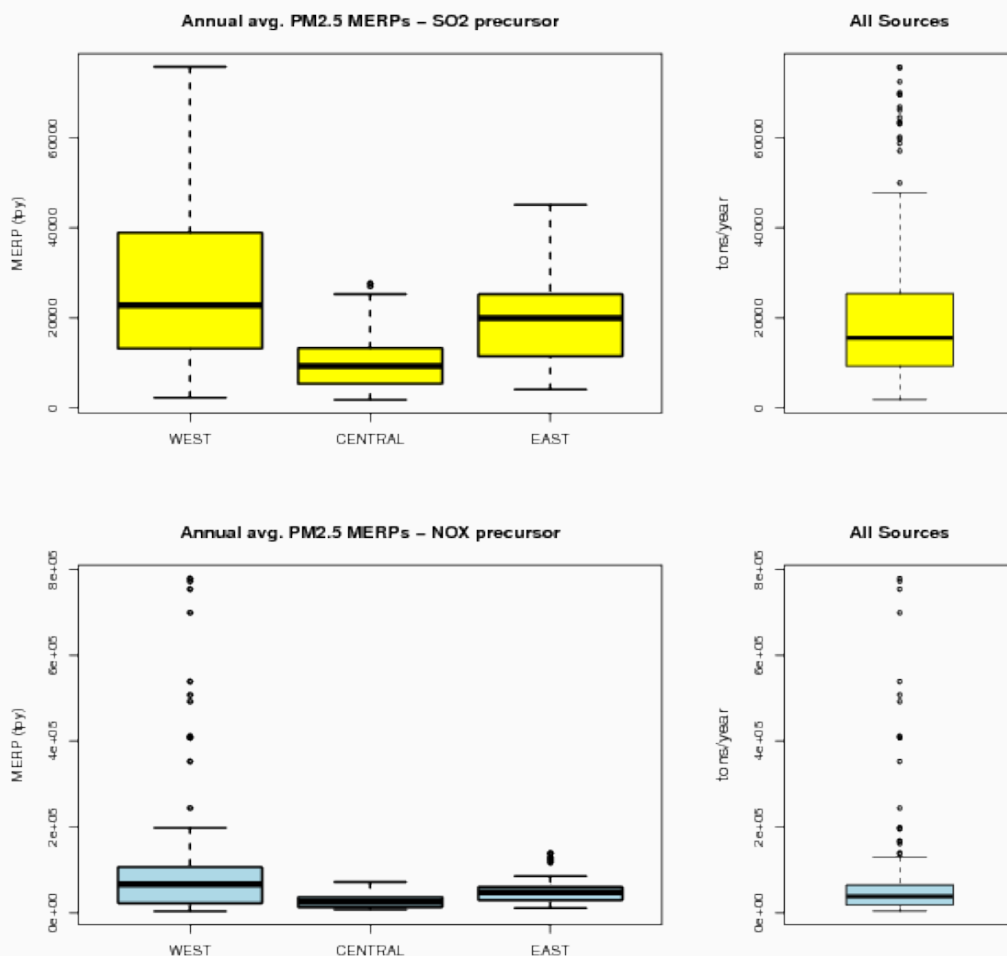 Annual avg. PM2.5 MERPs – SO2 precursor
All Sources
MERP (tpy)
0
20000
40000
60000
WEST
CENTRAL
EAST
tons/year
0
20000
40000
60000
Annual avg. PM2.5 MERPs – NOX precursor
All Sources
MERP (tpy)
0e+00
2e+05
4e+05
6e+05
8e+05
WEST
CENTRAL
EAST
tons/year
0e+00
2e+05
4e+05
6e+05
8e+05